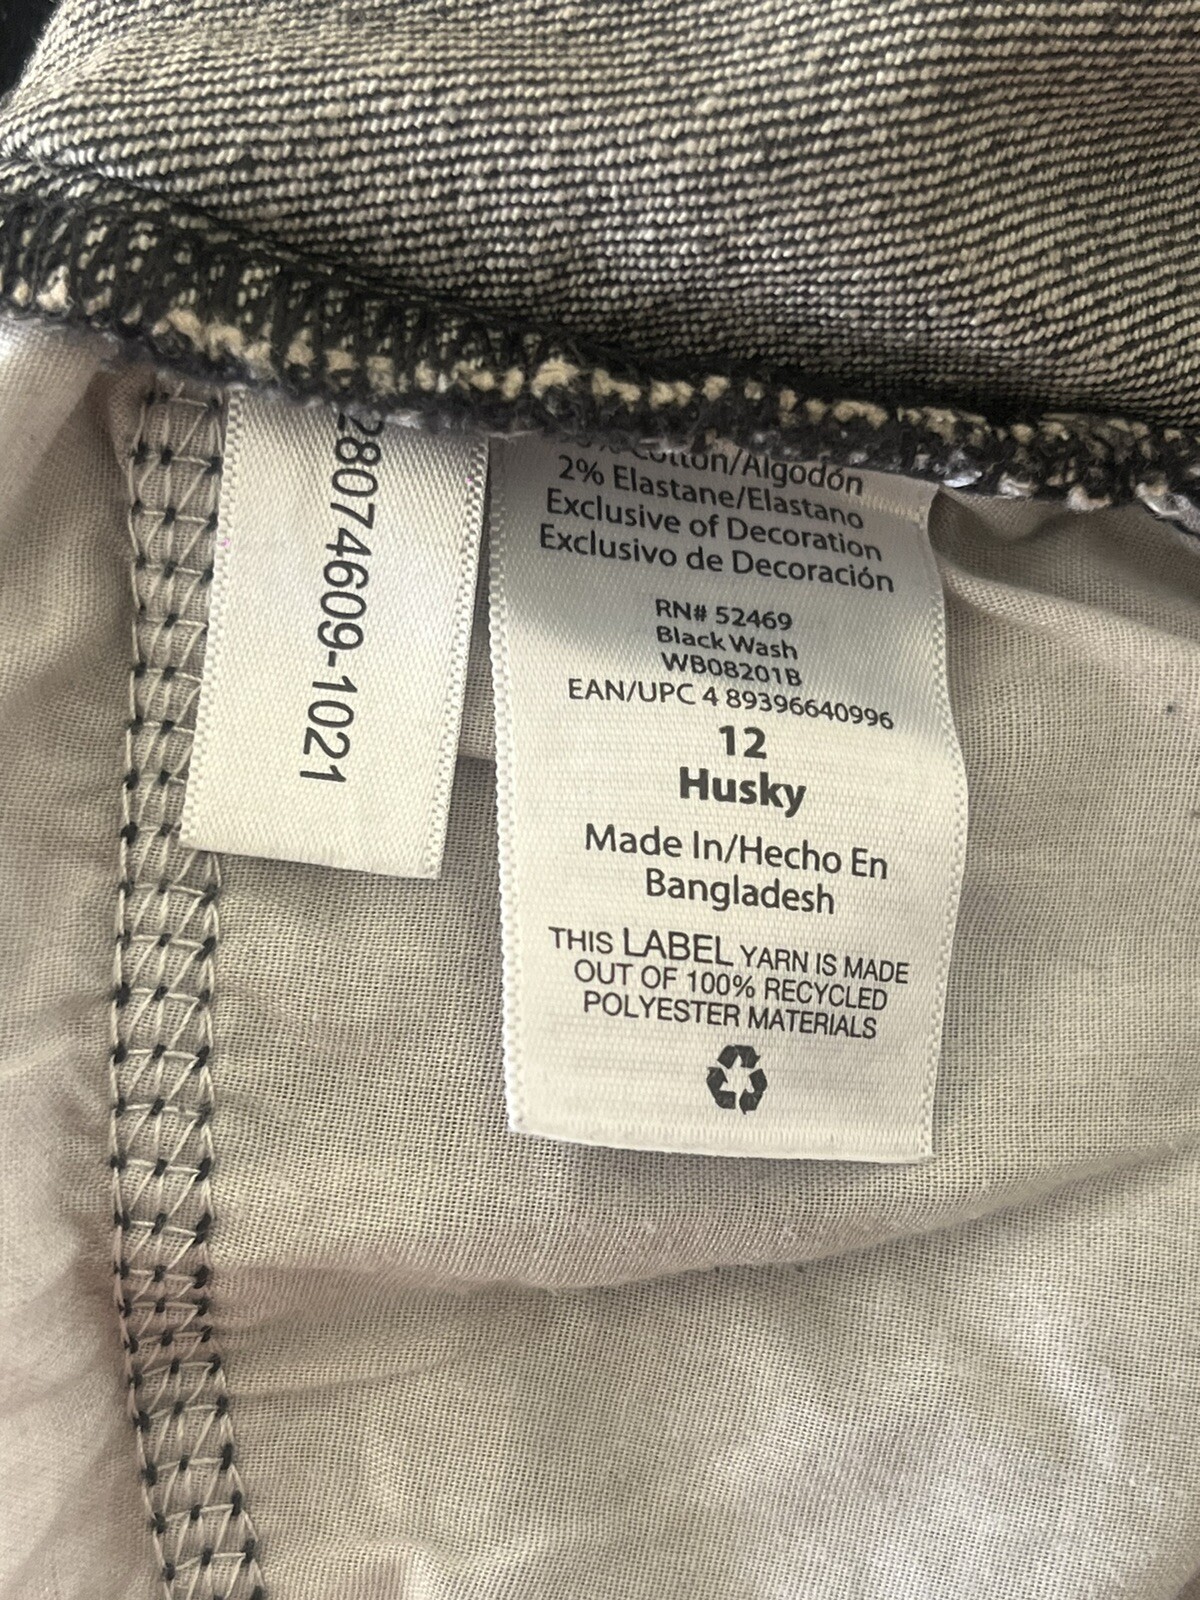 28074609-1021
Cotton/Algodón
2% Elastane/Elastano
Exclusive of Decoration
Exclusivo de Decoración
RN# 52469
Black Wash
WB08201B
EAN/UPC 4 89396640996
12
Husky
Made In/Hecho En
Bangladesh
THIS LABEL YARN IS MADE
OUT OF 100% RECYCLED
POLYESTER MATERIALS